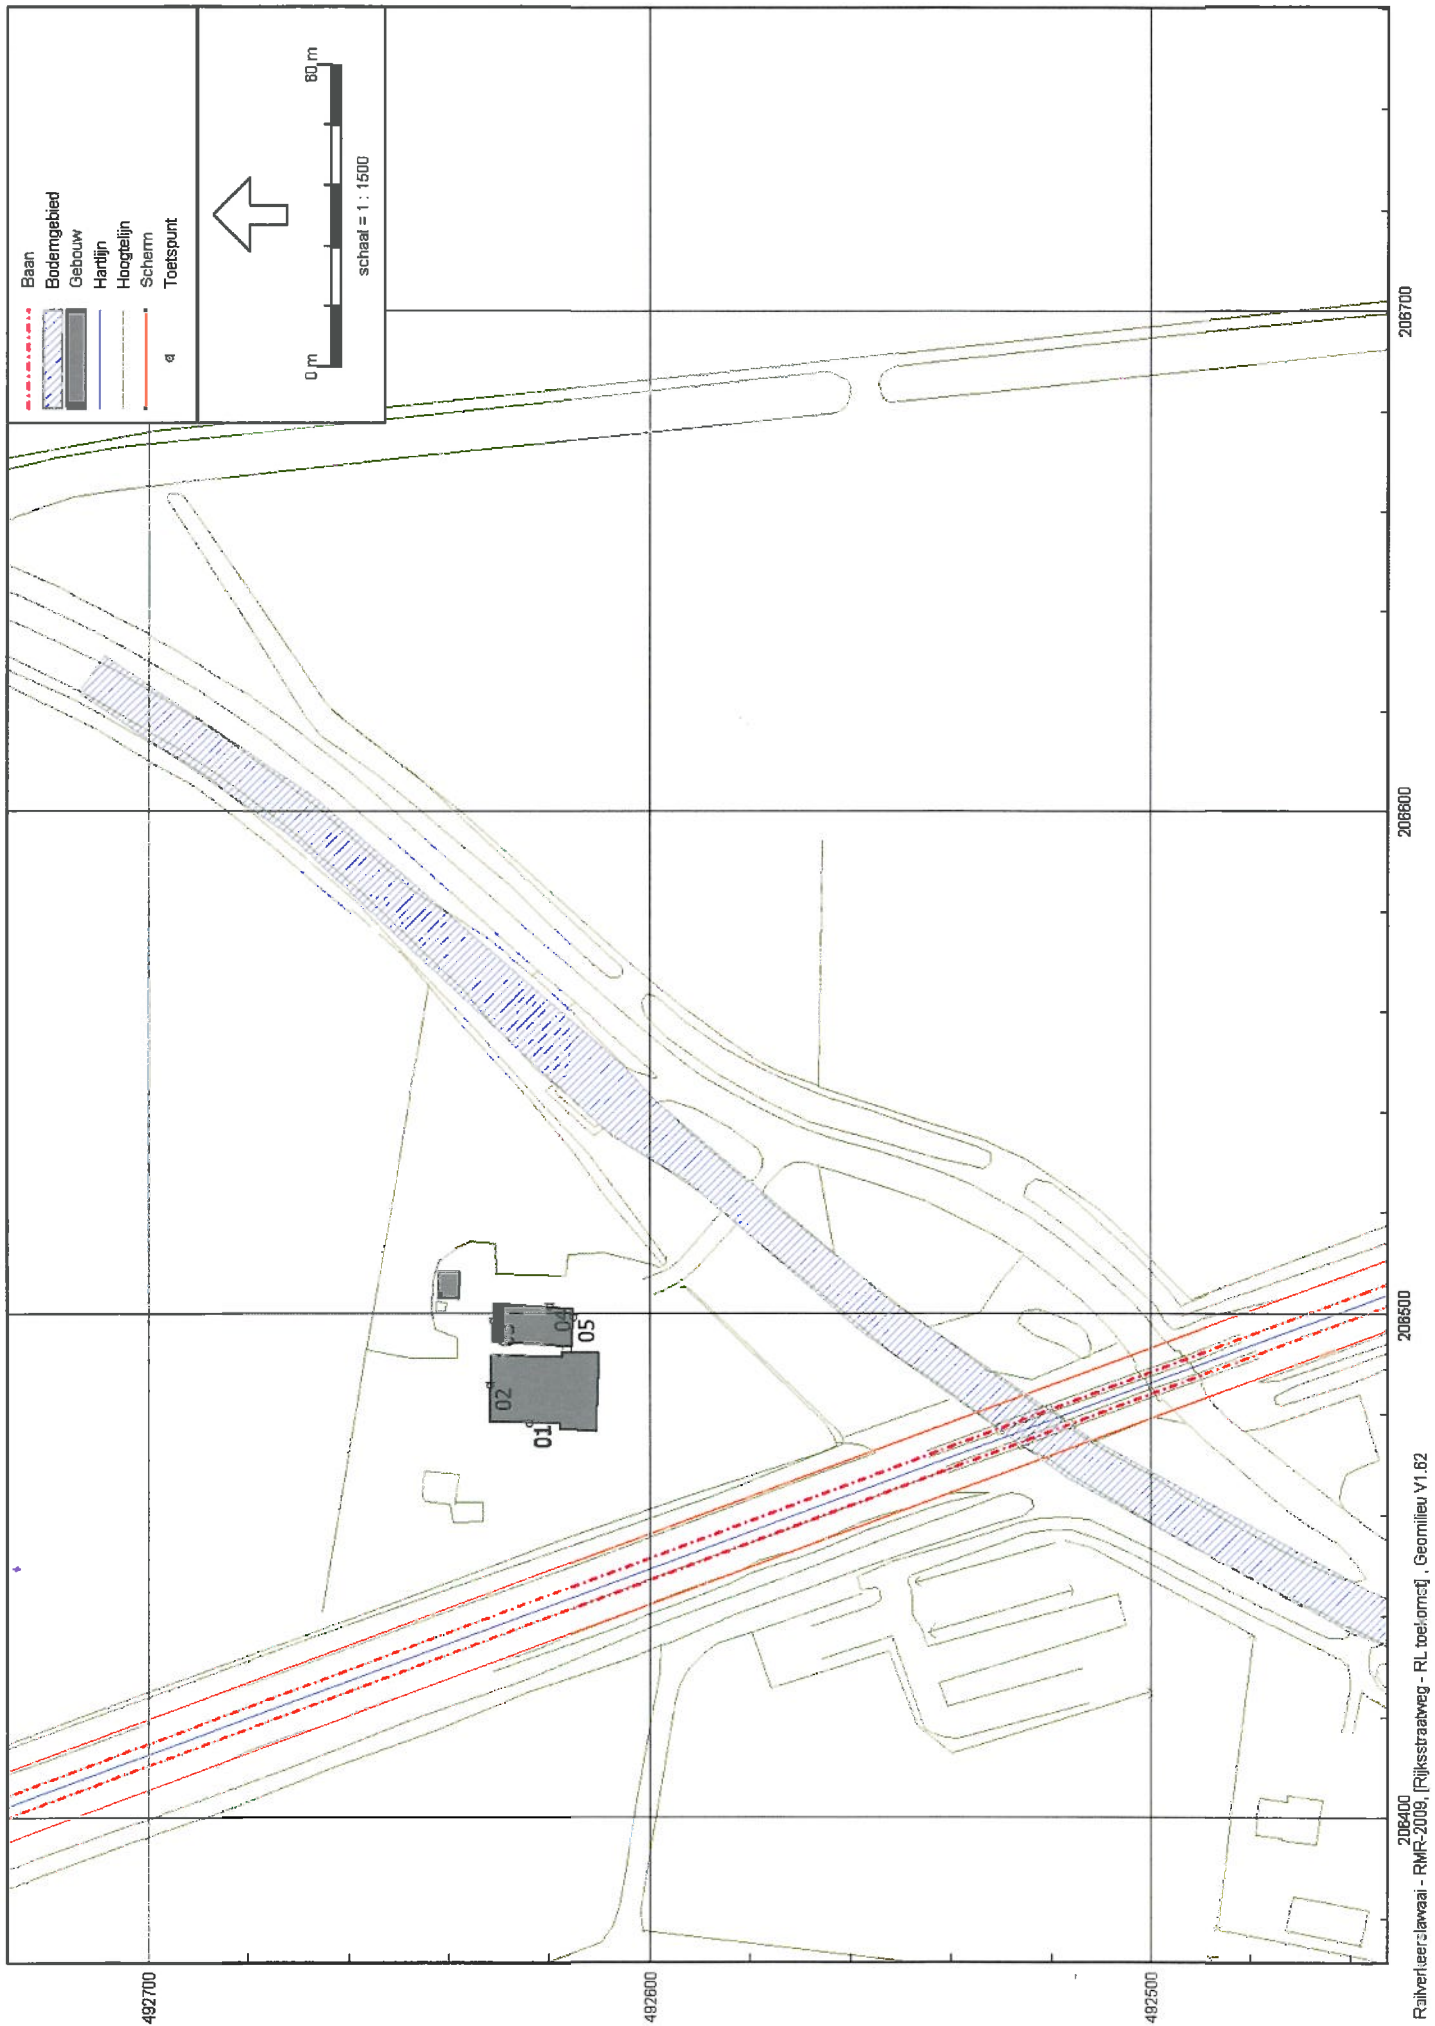 Baan
Bodemgebied
Gebouw
Hartlijn
Hoogtelijn
Scherm
Toetspunt
0 m
60 m
schaal = 1 : 1500
02
01
04
05
492700
492600
492500
206400
206500
206600
206700
Railverkeerslawaai - RMR-2009, [Rijksstraatweg - RL toekomst] , Geomilieu V1.62